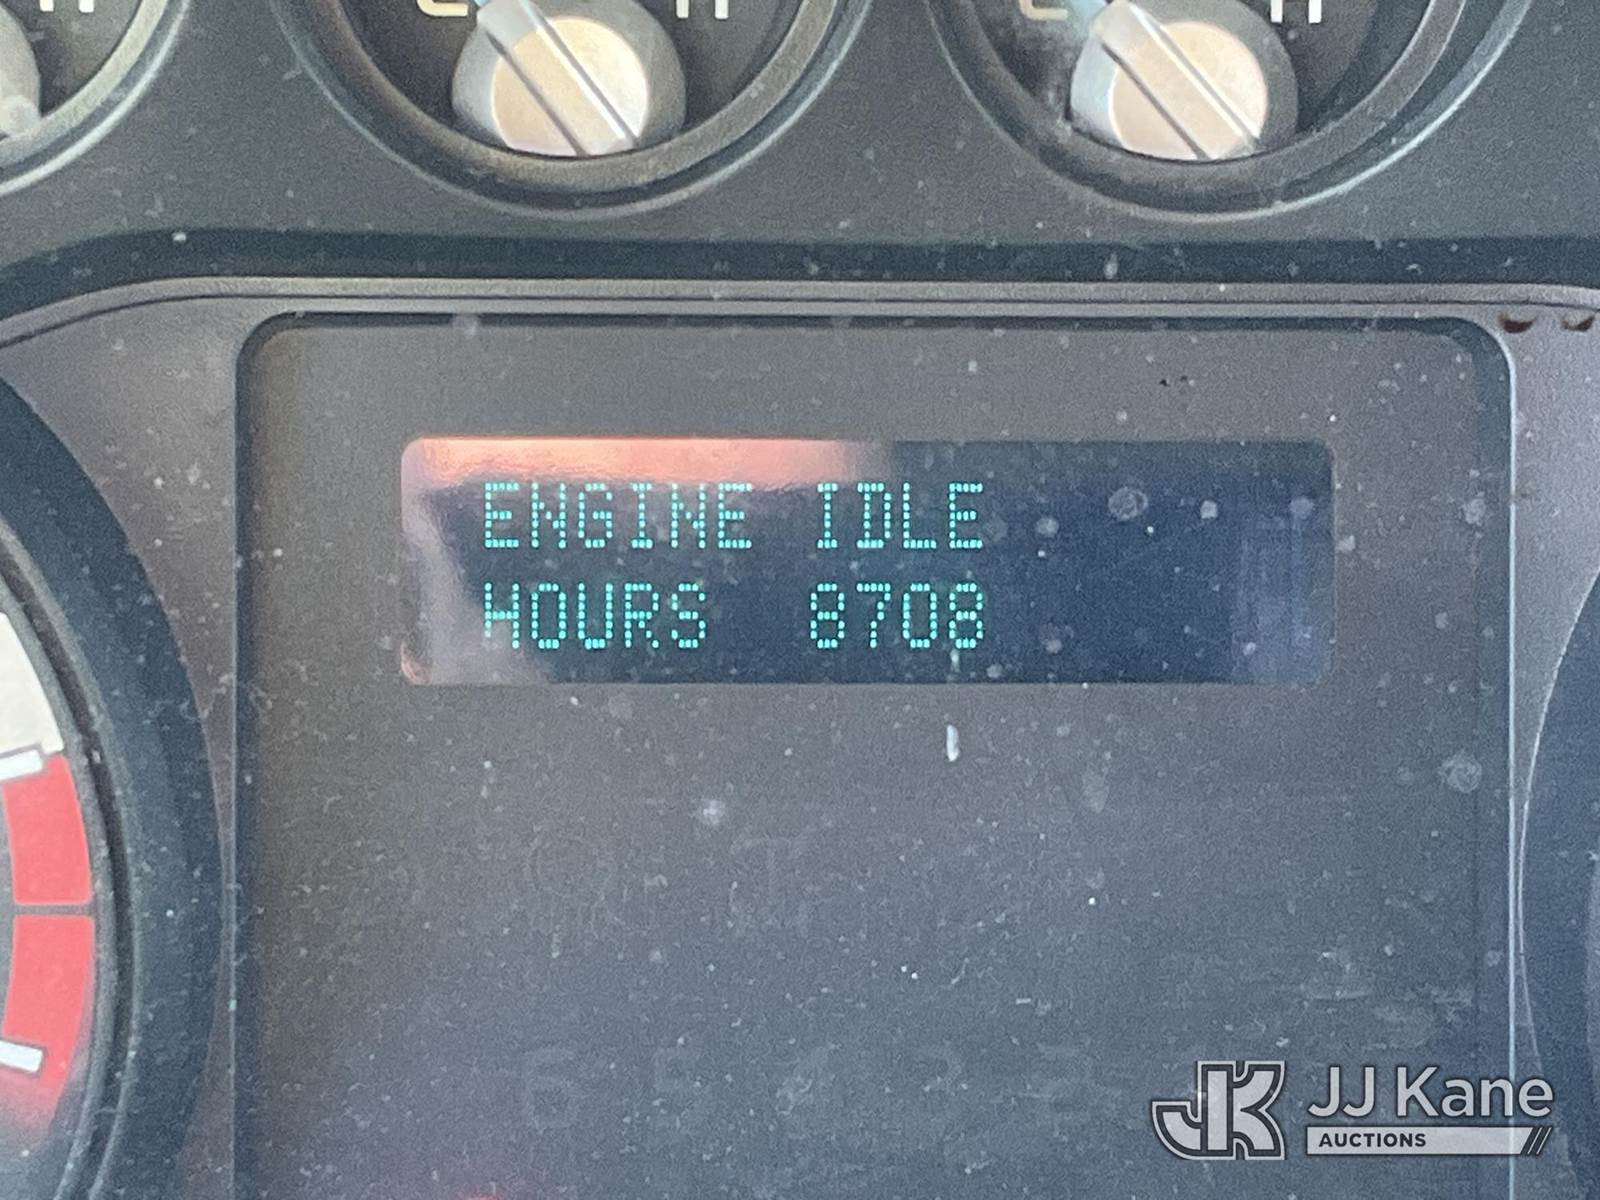 ENGINE IDLE
HOURS 8708
JJ Kane
AUCTIONS